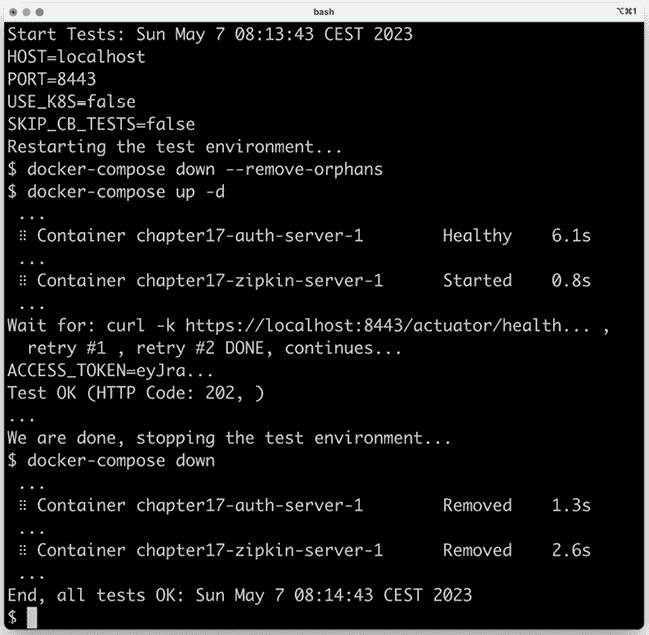 bash
⌥⌘1
Start Tests: Sun May 7 08:13:43 CEST 2023
HOST=localhost
PORT=8443
USE_K8S=false
SKIP_CB_TESTS=false
Restarting the test environment...
$ docker-compose down --remove-orphans
$ docker-compose up -d
...
⠿ Container chapter17-auth-server-1 Healthy 6.1s
...
⠿ Container chapter17-zipkin-server-1 Started 0.8s
...
Wait for: curl -k https://localhost:8443/actuator/health... ,
retry #1 , retry #2 DONE, continues...
ACCESS_TOKEN=eyJra...
Test OK (HTTP Code: 202, )
...
We are done, stopping the test environment...
$ docker-compose down
...
⠿ Container chapter17-auth-server-1 Removed 1.3s
...
⠿ Container chapter17-zipkin-server-1 Removed 2.6s
...
End, all tests OK: Sun May 7 08:14:43 CEST 2023
$